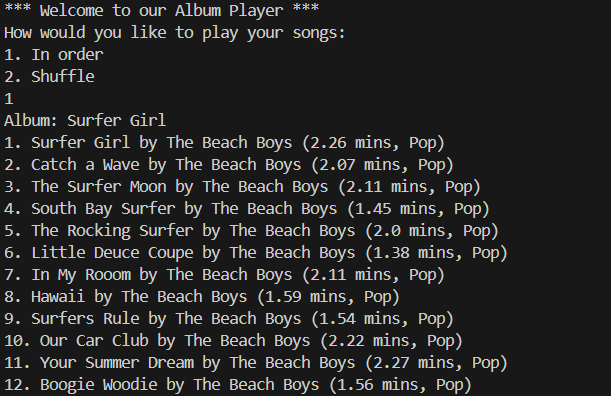 *** Welcome to our Album Player ***
How would you like to play your songs:
1. In order
2. Shuffle
1
Album: Surfer Girl
1. Surfer Girl by The Beach Boys (2.26 mins, Pop)
2. Catch a Wave by The Beach Boys (2.07 mins, Pop)
3. The Surfer Moon by The Beach Boys (2.11 mins, Pop)
4. South Bay Surfer by The Beach Boys (1.45 mins, Pop)
5. The Rocking Surfer by The Beach Boys (2.0 mins, Pop)
6. Little Deuce Coupe by The Beach Boys (1.38 mins, Pop)
7. In My Rooom by The Beach Boys (2.11 mins, Pop)
8. Hawaii by The Beach Boys (1.59 mins, Pop)
9. Surfers Rule by The Beach Boys (1.54 mins, Pop)
10. Our Car Club by The Beach Boys (2.22 mins, Pop)
11. Your Summer Dream by The Beach Boys (2.27 mins, Pop)
12. Boogie Woodie by The Beach Boys (1.56 mins, Pop)